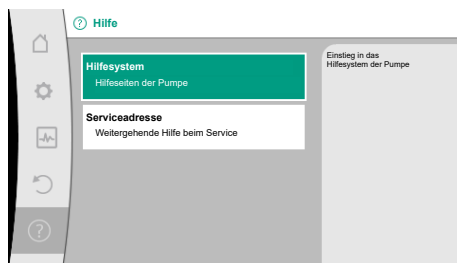 Hilfe
Hilfesystem
Hilfeseiten der Pumpe
Serviceadresse
Weitergehende Hilfe beim Service
Einstieg in das
Hilfesystem der Pumpe